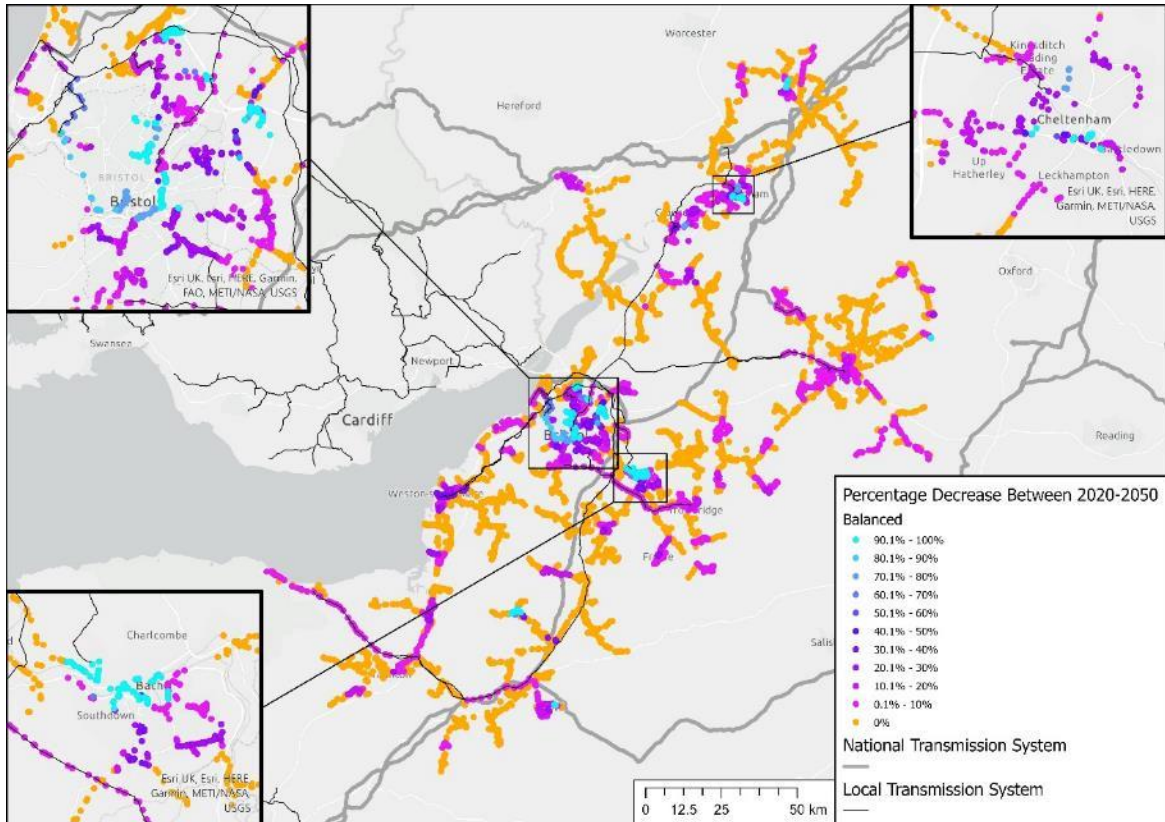 BRISTOL
Bristol
Esri UK, Esri, HERE, Garmin,
FAO, METI/NASA, USGS
Worcester
Hereford
Kingsditch
Trading
Estate
Cheltenham
Up
Hatherley
Leckhampton
Esri UK, Esri, HERE,
Garmin, METI/NASA,
USGS
Oxford
Swansea
Newport
Cardiff
Reading
Charlcombe
Bath
Southdown
Esri UK, Esri, HERE,
Garmin, METI/NASA,
USGS
Percentage Decrease Between 2020-2050
Balanced
90.1% - 100%
80.1% - 90%
70.1% - 80%
60.1% - 70%
50.1% - 60%
40.1% - 50%
30.1% - 40%
20.1% - 30%
10.1% - 20%
0.1% - 10%
0%
National Transmission System
Local Transmission System
0 12.5 25 50 km